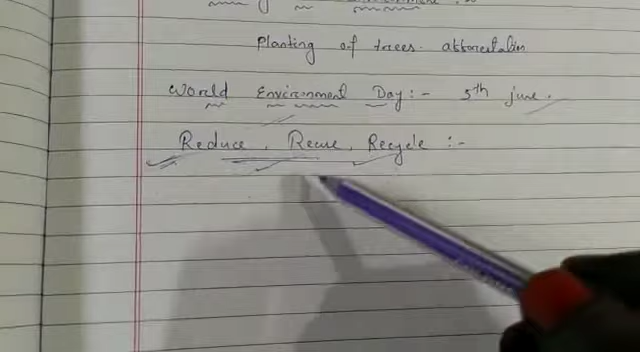 Planting of trees. afforestation
World Environment Day :- 5th june.
Reduce, Reuse, Recycle :-